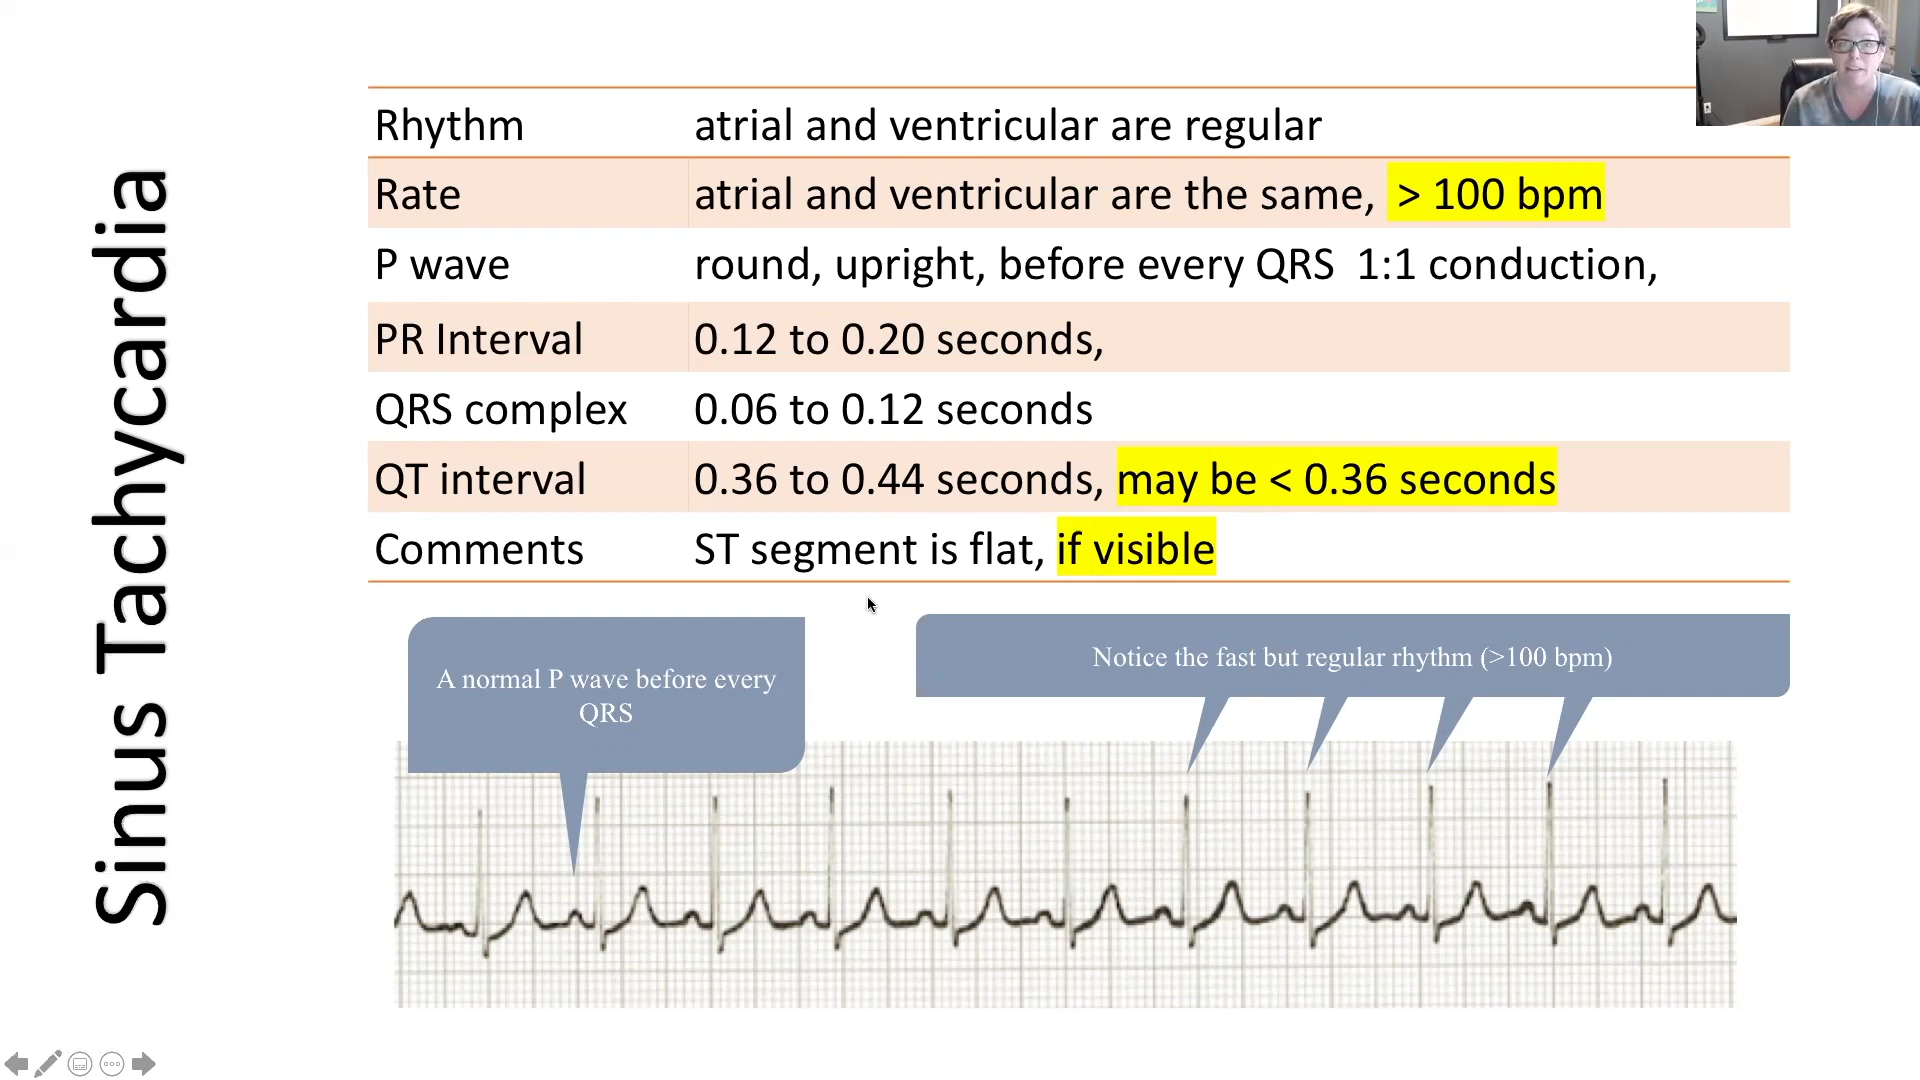 Sinus Tachycardia
Rhythm atrial and ventricular are regular
Rate atrial and ventricular are the same, > 100 bpm
P wave round, upright, before every QRS 1:1 conduction,
PR Interval 0.12 to 0.20 seconds,
QRS complex 0.06 to 0.12 seconds
QT interval 0.36 to 0.44 seconds, may be < 0.36 seconds
Comments ST segment is flat, if visible
A normal P wave before every
QRS
Notice the fast but regular rhythm (>100 bpm)